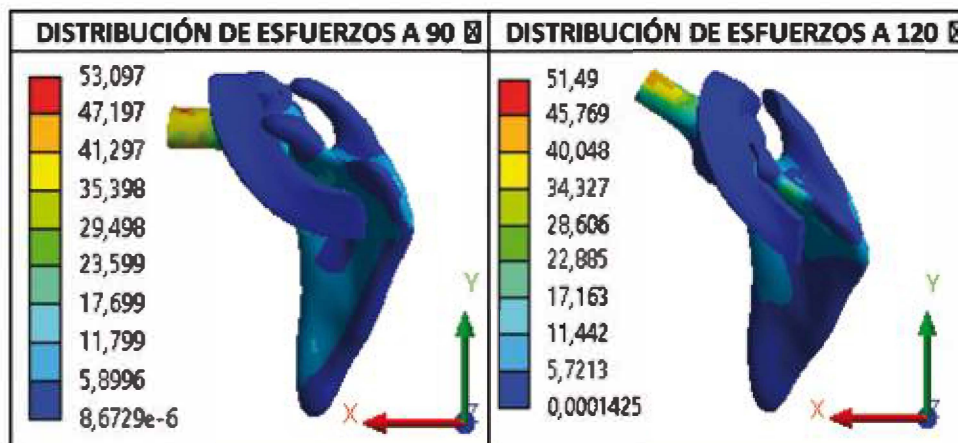 DISTRIBUCIÓN DE ESFUERZOS A 90
53,097
47,197
41,297
35,398
29,498
23,599
17,699
11,799
5,8996
8,6729e-6
Y
X
Z
DISTRIBUCIÓN DE ESFUERZOS A 120
51,49
45,769
40,048
34,327
28,606
22,885
17,163
11,442
5,7213
0,0001425
Y
X
Z